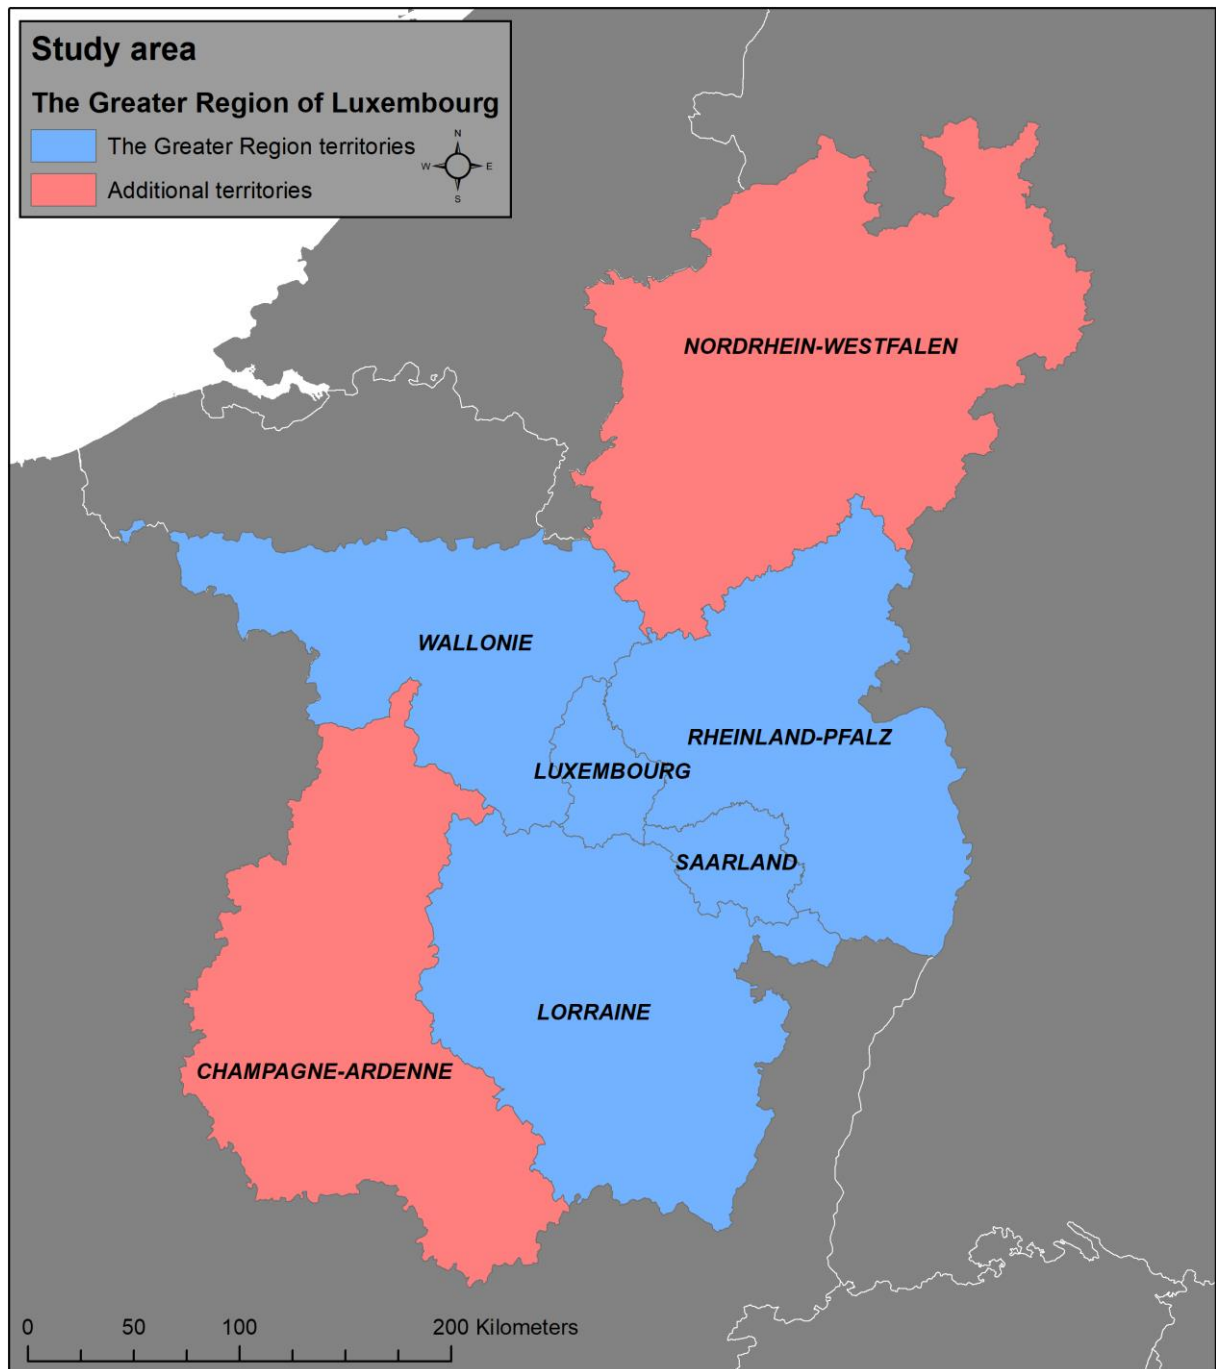 Study area
The Greater Region of Luxembourg
The Greater Region territories
Additional territories
N
W E
S
NORDRHEIN-WESTFALEN
WALLONIE
RHEINLAND-PFALZ
LUXEMBOURG
SAARLAND
LORRAINE
CHAMPAGNE-ARDENNE
0 50 100 200 Kilometers